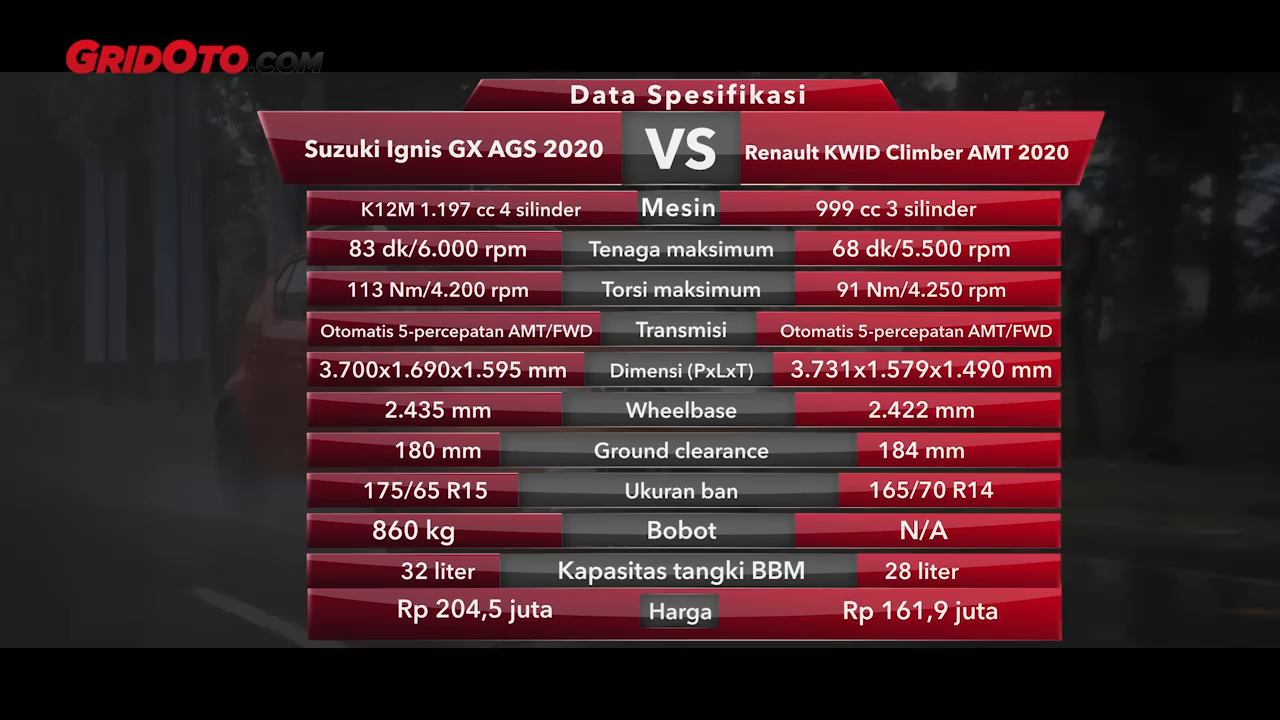 GRIDOTO.COM
Data Spesifikasi
Suzuki Ignis GX AGS 2020 VS Renault KWID Climber AMT 2020
K12M 1.197 cc 4 silinder Mesin 999 cc 3 silinder
83 dk/6.000 rpm Tenaga maksimum 68 dk/5.500 rpm
113 Nm/4.200 rpm Torsi maksimum 91 Nm/4.250 rpm
Otomatis 5-percepatan AMT/FWD Transmisi Otomatis 5-percepatan AMT/FWD
3.700x1.690x1.595 mm Dimensi (PxLxT) 3.731x1.579x1.490 mm
2.435 mm Wheelbase 2.422 mm
180 mm Ground clearance 184 mm
175/65 R15 Ukuran ban 165/70 R14
860 kg Bobot N/A
32 liter Kapasitas tangki BBM 28 liter
Rp 204,5 juta Harga Rp 161,9 juta